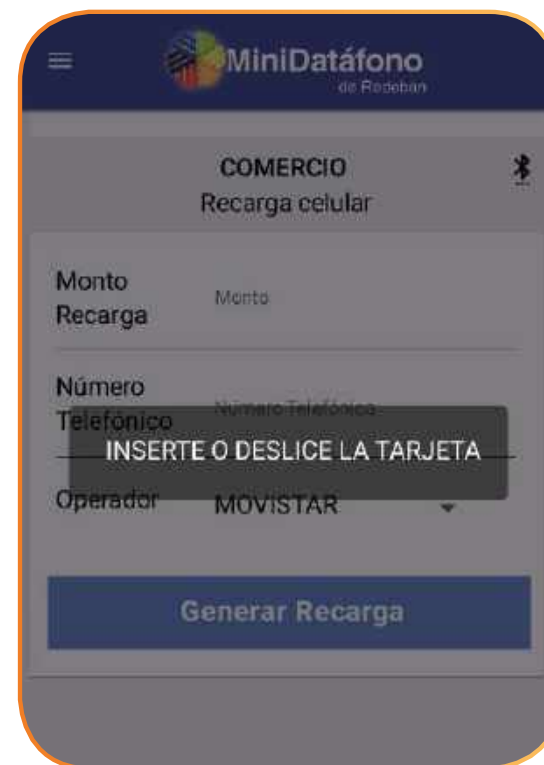 MiniDatáfono
de Redeban
COMERCIO
Recarga celular
Monto
Recarga
Monto
Número
Telefónico
Número Telefónico
INSERTE O DESLICE LA TARJETA
Operador
MOVISTAR
Generar Recarga